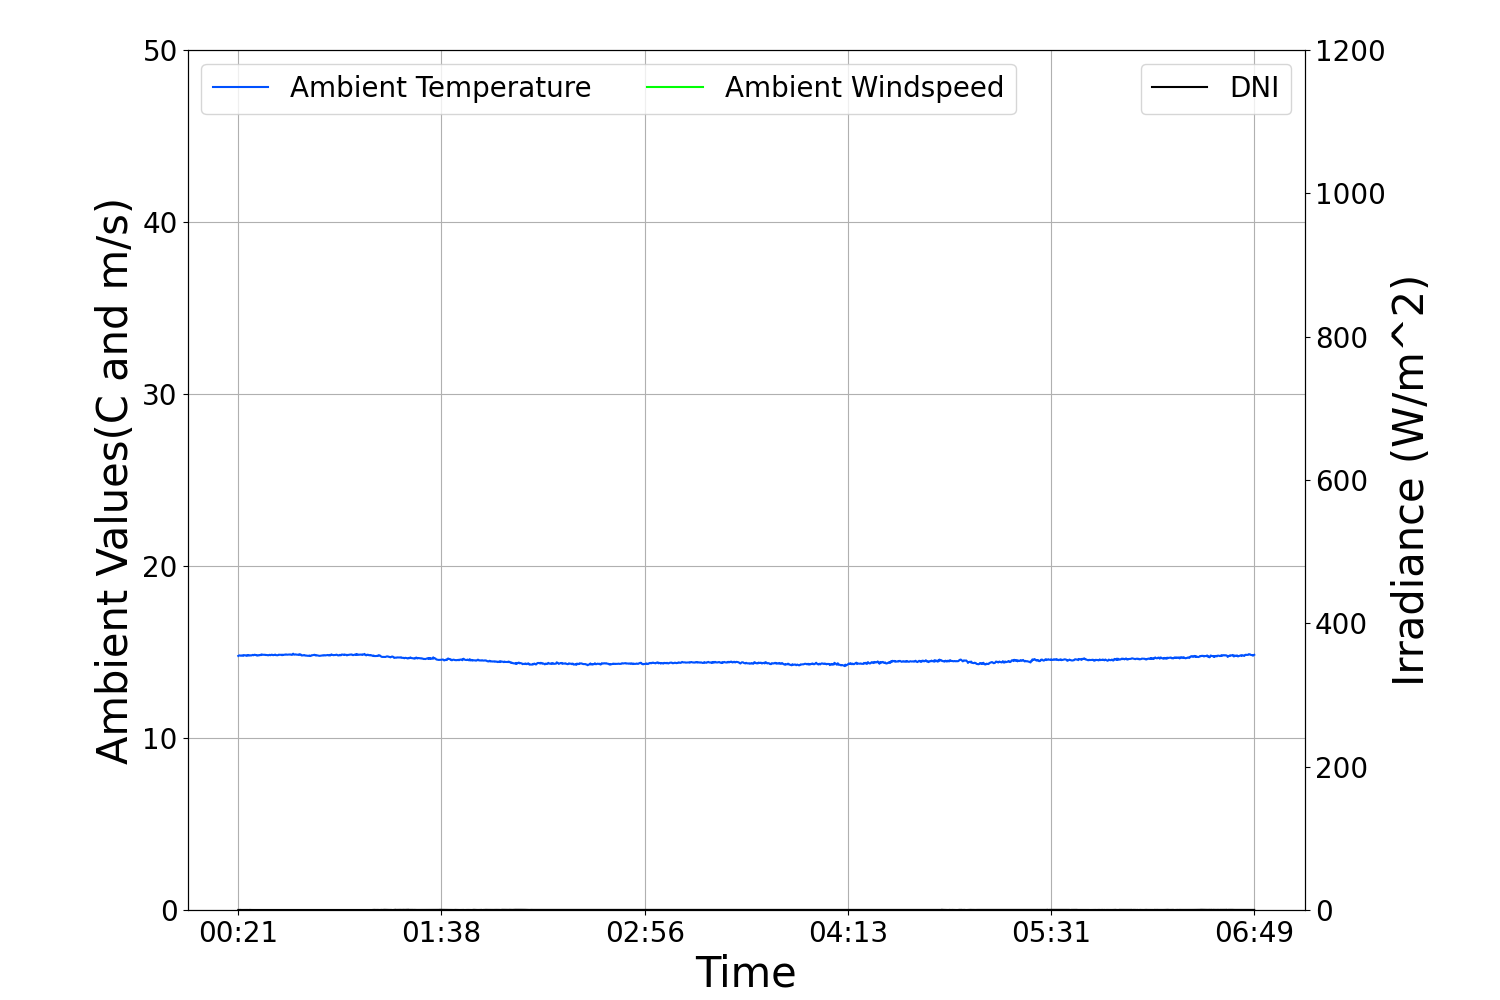 Ambient Temperature Ambient Windspeed DNI
50
40
30
20
10
0
Ambient Values(C and m/s)
1200
1000
800
600
400
200
0
Irradiance (W/m^2)
00:21 01:38 02:56 04:13 05:31 06:49
Time